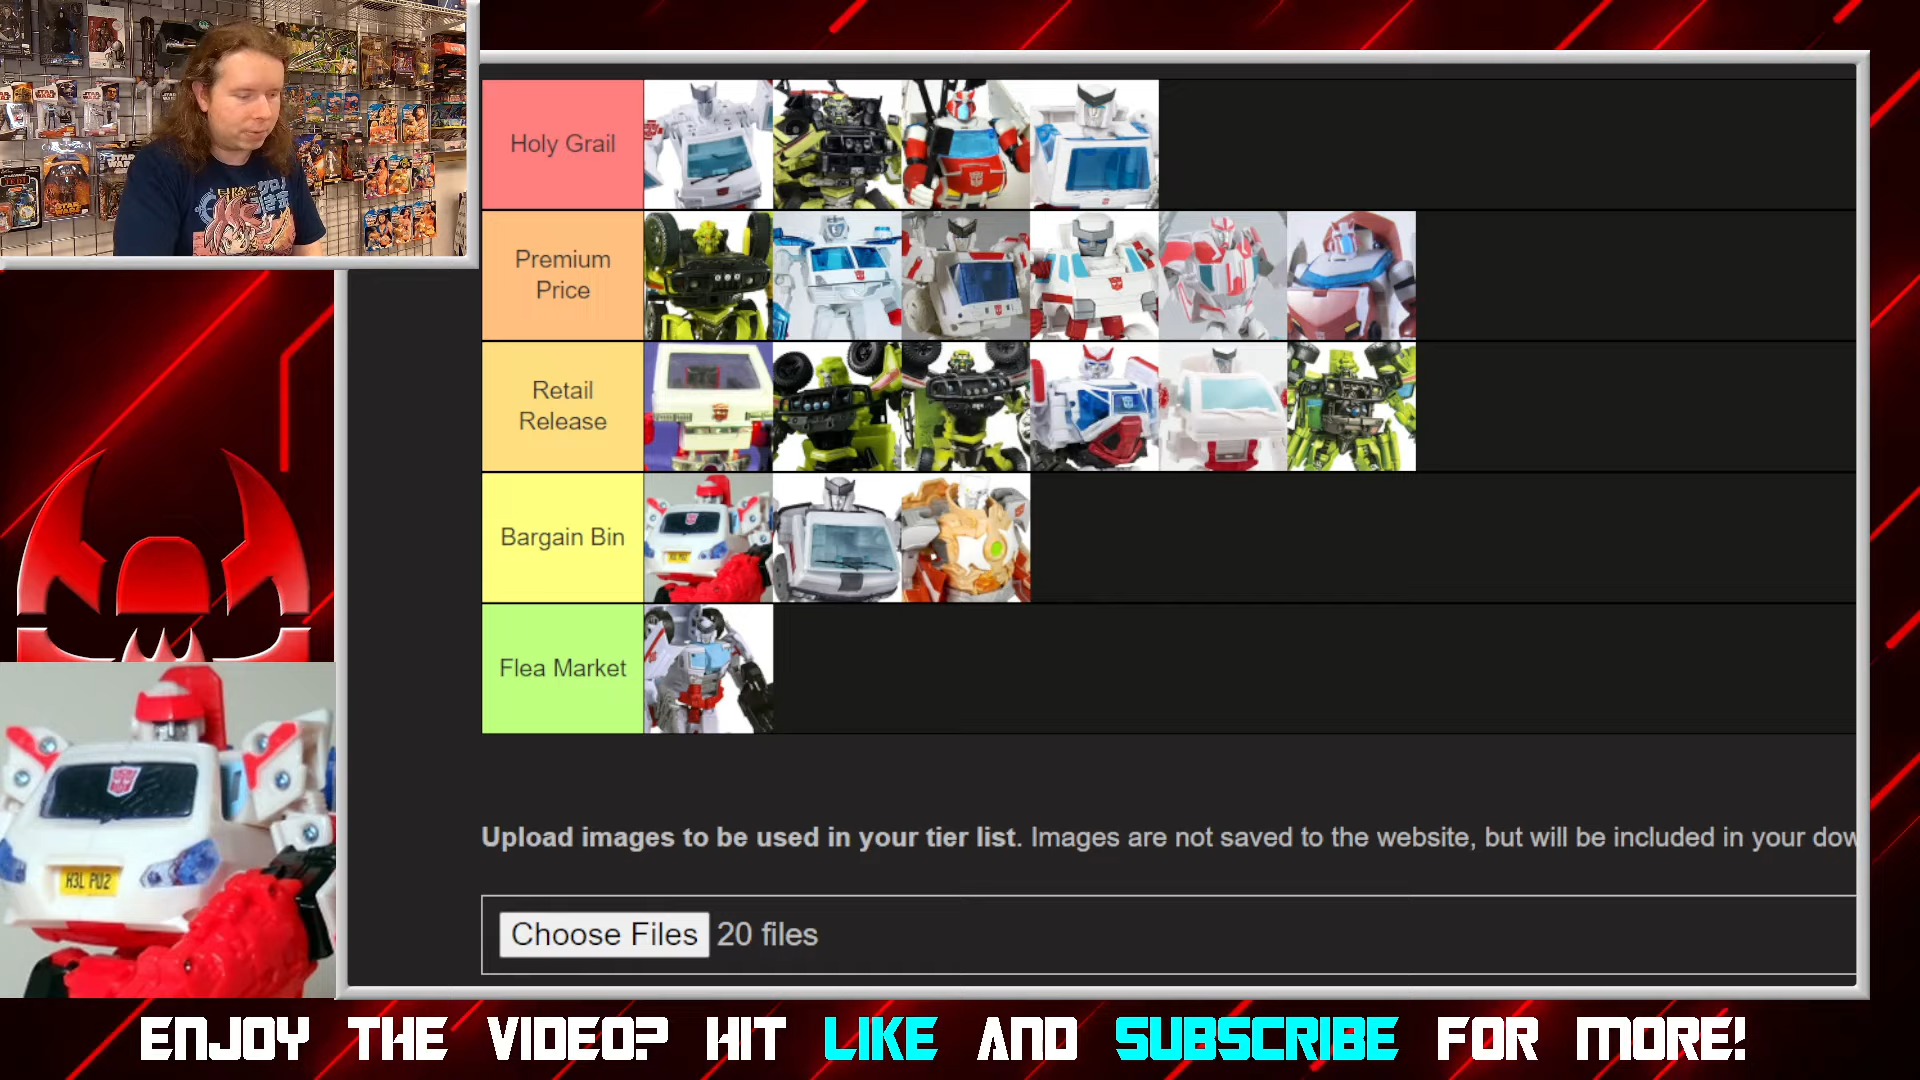 Holy Grail
Premium
Price
Retail
Release
Bargain Bin
Flea Market
H3L PU2
Upload images to be used in your tier list. Images are not saved to the website, but will be included in your dow
Choose Files 20 files
ENJOY THE VIDEO? HIT LIKE AND SUBSCRIBE FOR MORE!